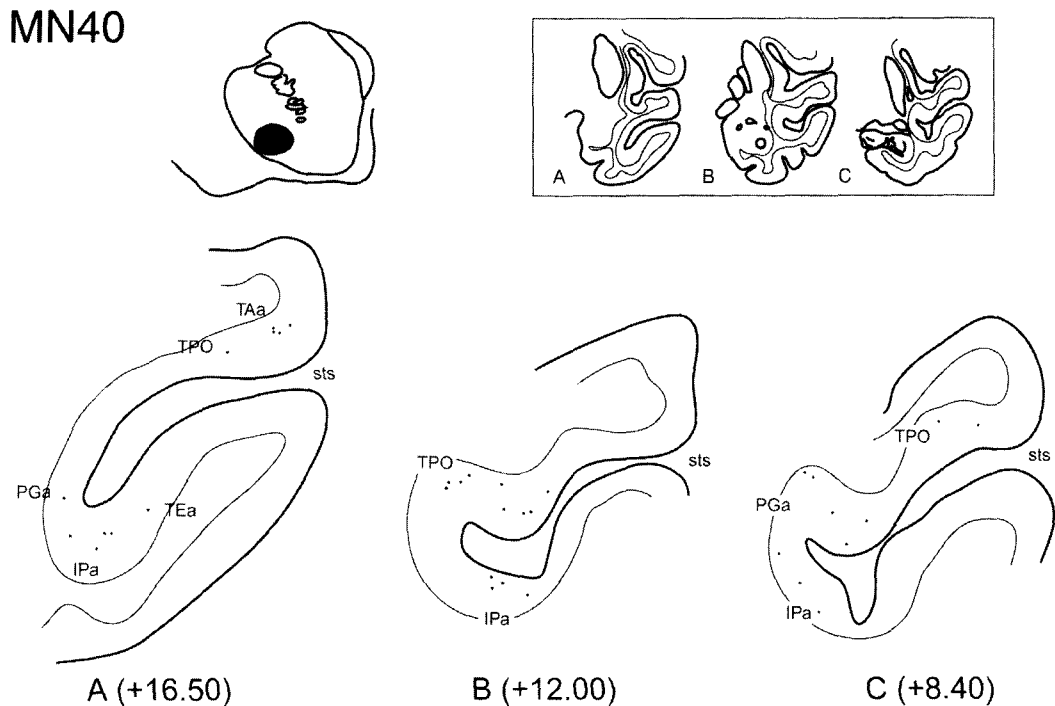 MN40
A
B
C
TAa
TPO
sts
PGa
TEa
IPa
A (+16.50)
TPO
sts
IPa
B (+12.00)
TPO
sts
PGa
IPa
C (+8.40)